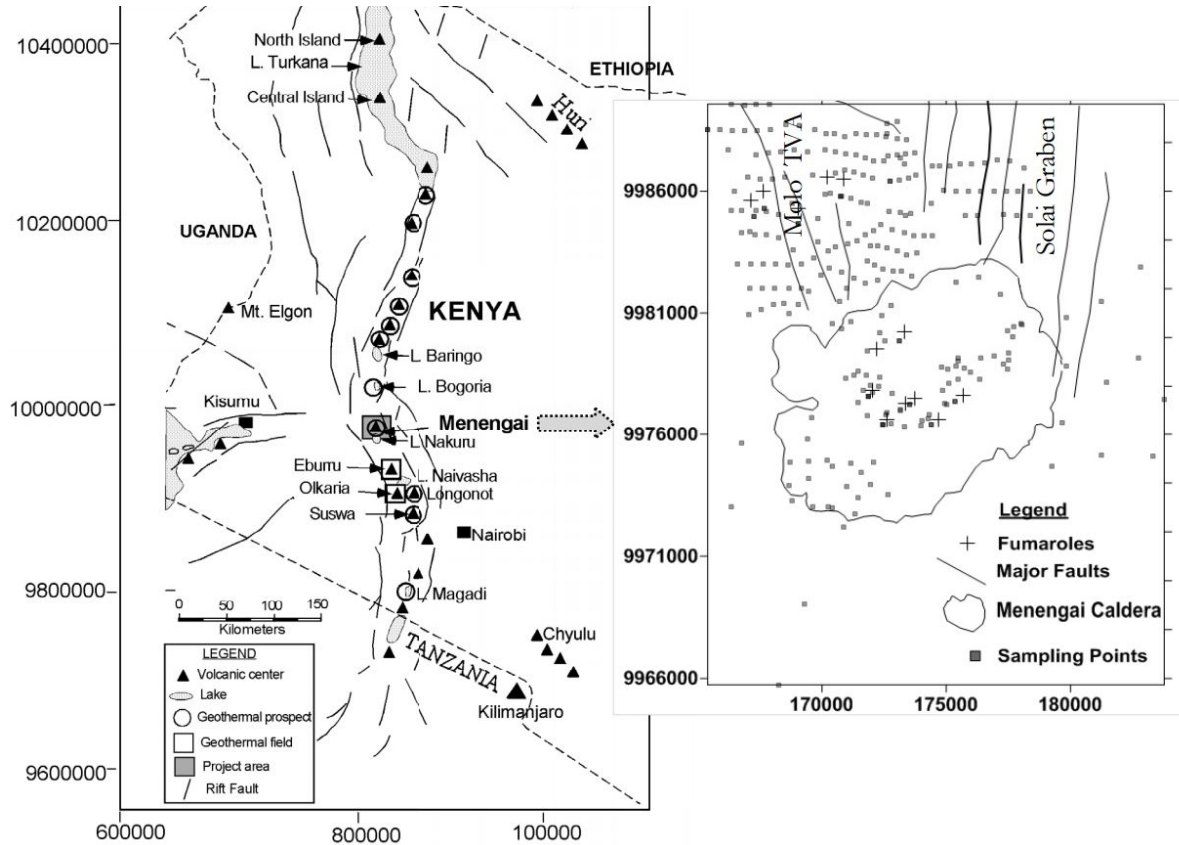 10400000
10200000
10000000
9800000
9600000
600000
800000
100000
North Island
L. Turkana
Central Island
ETHIOPIA
Huri
UGANDA
KENYA
Mt. Elgon
L. Baringo
L. Bogoria
Kisumu
Menengai
L. Nakuru
Eburru
L. Naivasha
Olkaria
Longonot
Suswa
Nairobi
L. Magadi
0 50 100 150
Kilometers
TANZANIA
Chyulu
Kilimanjaro
LEGEND
Volcanic center
Lake
Geothermal prospect
Geothermal field
Project area
Rift Fault
Molo TVA
Solai Graben
9986000
9981000
9976000
9971000
9966000
170000
175000
180000
Legend
Fumaroles
Major Faults
Menengai Caldera
Sampling Points